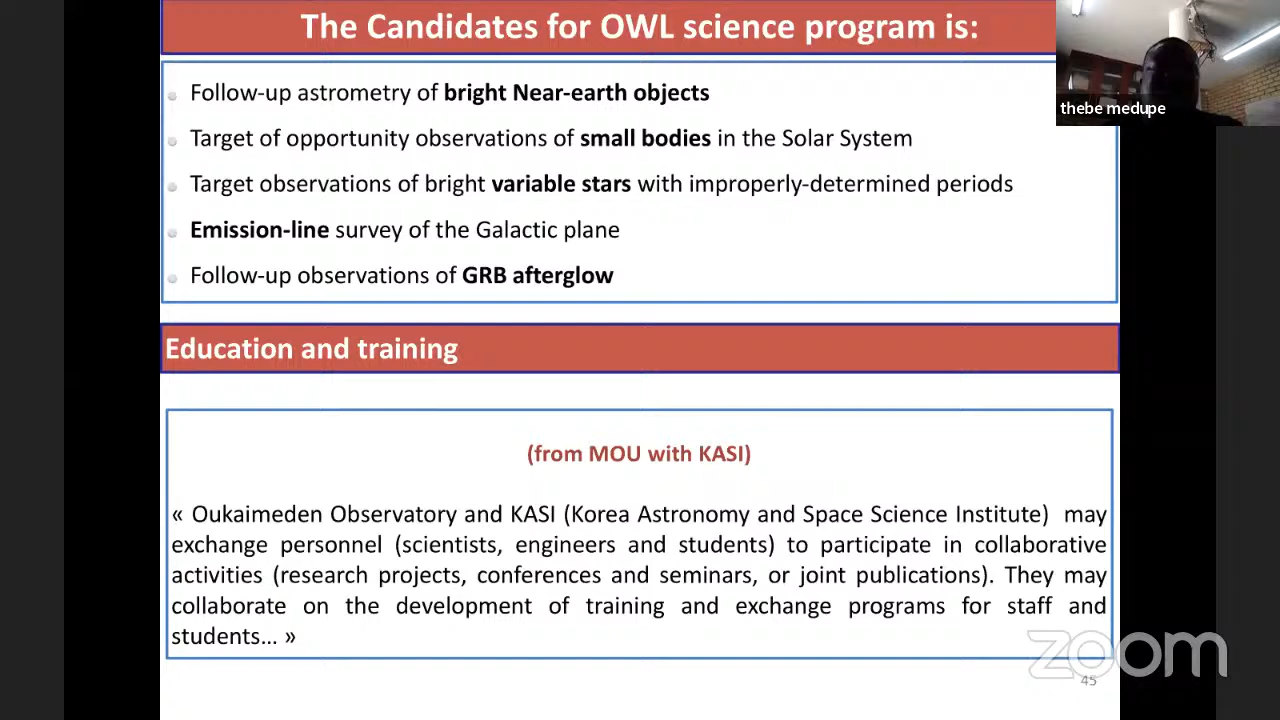 The Candidates for OWL science program is:
thebe medupe
Follow-up astrometry of bright Near-earth objects
Target of opportunity observations of small bodies in the Solar System
Target observations of bright variable stars with improperly-determined periods
Emission-line survey of the Galactic plane
Follow-up observations of GRB afterglow
Education and training
(from MOU with KASI)
« Oukaimeden Observatory and KASI (Korea Astronomy and Space Science Institute) may
exchange personnel (scientists, engineers and students) to participate in collaborative
activities (research projects, conferences and seminars, or joint publications). They may
collaborate on the development of training and exchange programs for staff and
students... »
zoom
45